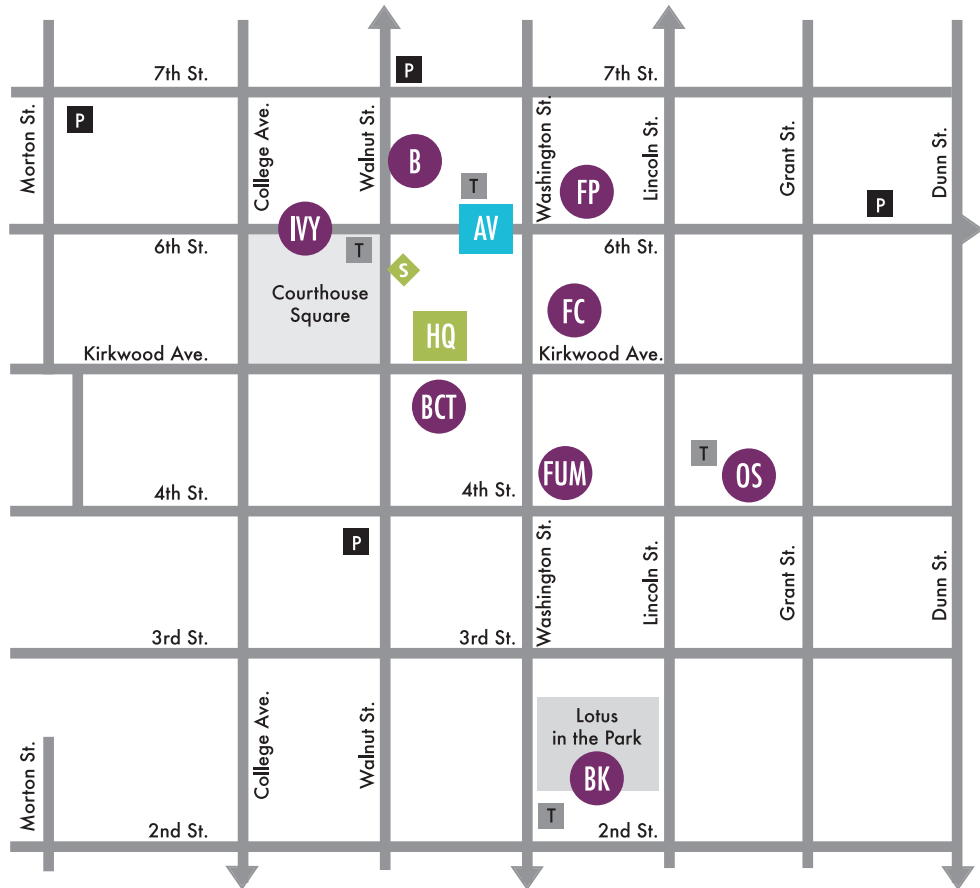 7th St.
P
7th St.
P
Morton St.
College Ave.
Walnut St.
B
Washington St.
FP
Lincoln St.
Grant St.
Dunn St.
T
P
IVY
AV
6th St.
T
6th St.
S
Courthouse
Square
FC
HQ
Kirkwood Ave.
Kirkwood Ave.
BCT
T
FUM
OS
4th St.
4th St.
P
Washington St.
Lincoln St.
Grant St.
Dunn St.
3rd St.
3rd St.
College Ave.
Walnut St.
Lotus
in the Park
Morton St.
BK
T
2nd St.
2nd St.